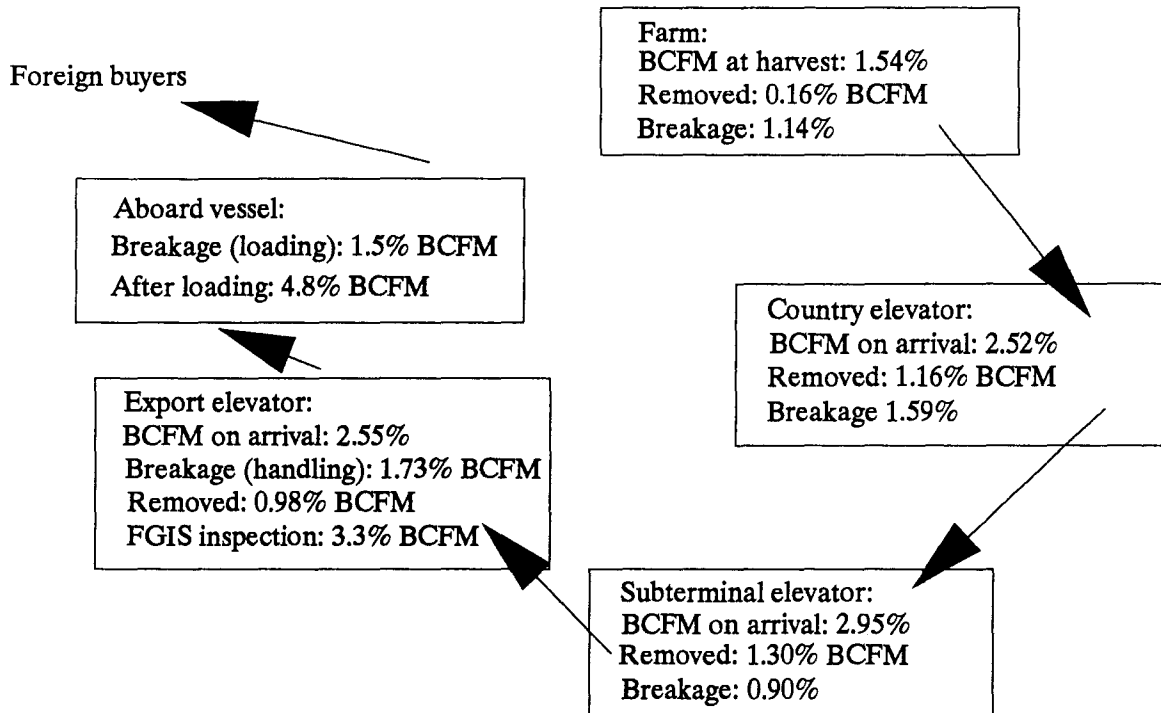 Foreign buyers
Farm:
BCFM at harvest: 1.54%
Removed: 0.16% BCFM
Breakage: 1.14%
Country elevator:
BCFM on arrival: 2.52%
Removed: 1.16% BCFM
Breakage 1.59%
Subterminal elevator:
BCFM on arrival: 2.95%
Removed: 1.30% BCFM
Breakage: 0.90%
Export elevator:
BCFM on arrival: 2.55%
Breakage (handling): 1.73% BCFM
Removed: 0.98% BCFM
FGIS inspection: 3.3% BCFM
Aboard vessel:
Breakage (loading): 1.5% BCFM
After loading: 4.8% BCFM